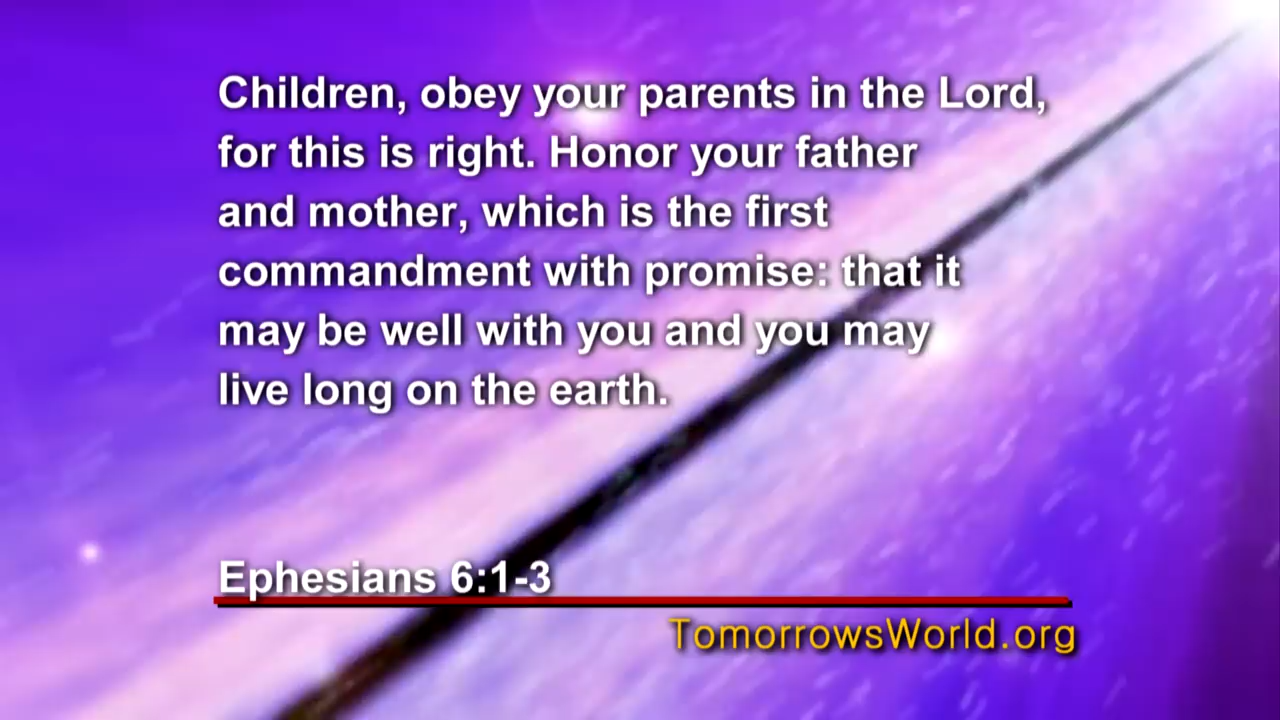 Children, obey your parents in the Lord,
for this is right. Honor your father
and mother, which is the first
commandment with promise: that it
may be well with you and you may
live long on the earth.
Ephesians 6:1-3
TomorrowsWorld.org